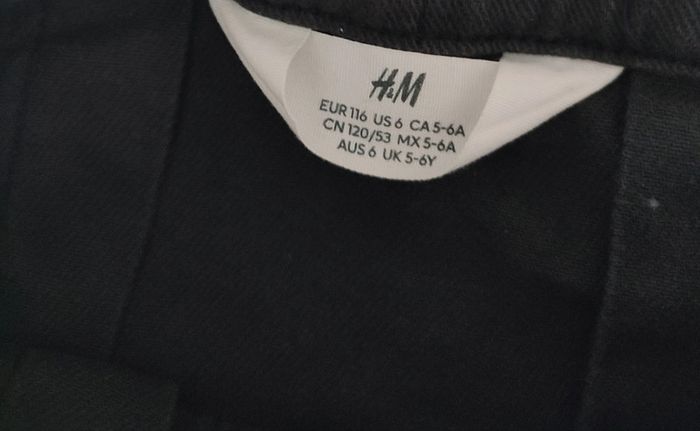 H&M
EUR 116 US 6 CA 5-6A
CN 120/53 MX 5-6A
AUS 6 UK 5-6Y